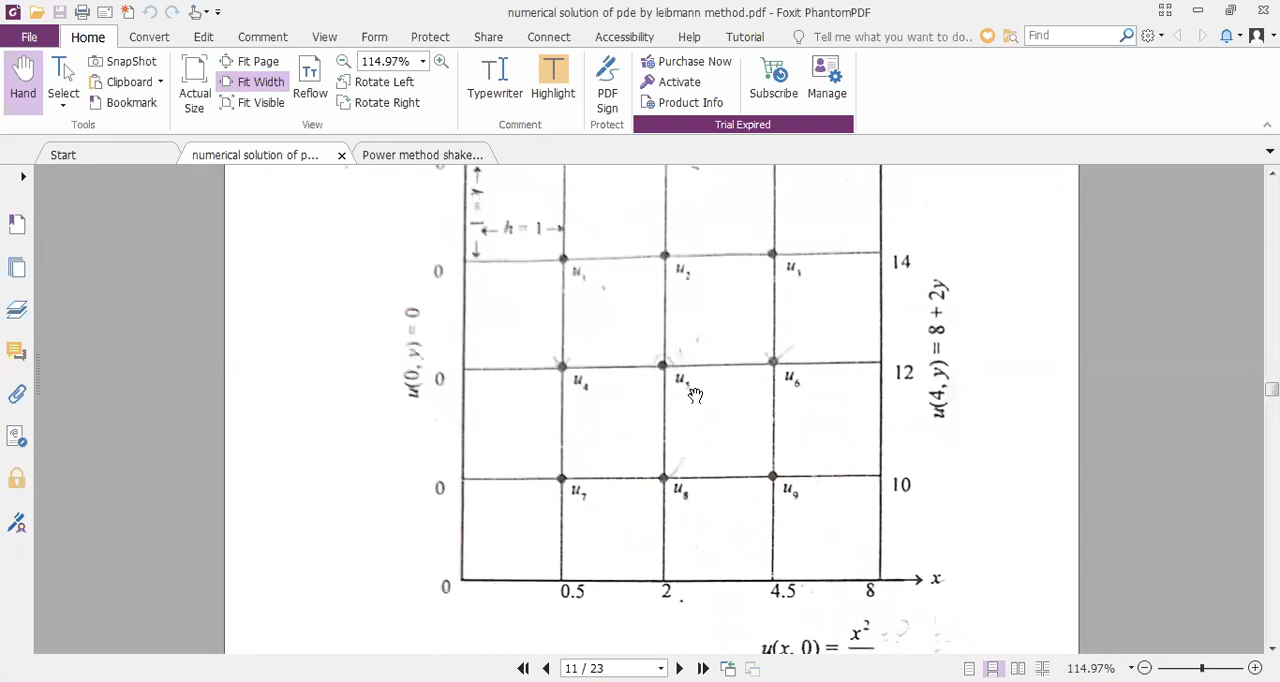 numerical solution of pde by leibmann method.pdf - Foxit PhantomPDF
File Home Convert Edit Comment View Form Protect Share Connect Accessibility Help Tutorial Tell me what you want to do.. Find
Hand
Select
SnapShot
Clipboard
Bookmark
Tools
Actual Size
Fit Page
Fit Width
Fit Visible
Reflow
114.97%
Rotate Left
Rotate Right
View
Typewriter
Highlight
Comment
PDF Sign
Protect
Purchase Now
Activate
Product Info
Subscribe
Manage
Trial Expired
Start numerical solution of p... Power method shake...
h = 1
0 u₁ u₂ u₃ 14
u(0, y) = 0
u(4, y) = 8 + 2y
0 u₄ u₅ u₆ 12
0 u₇ u₈ u₉ 10
0 x
0.5 2 4.5 8
u(x, 0) = x²
11 / 23 114.97%